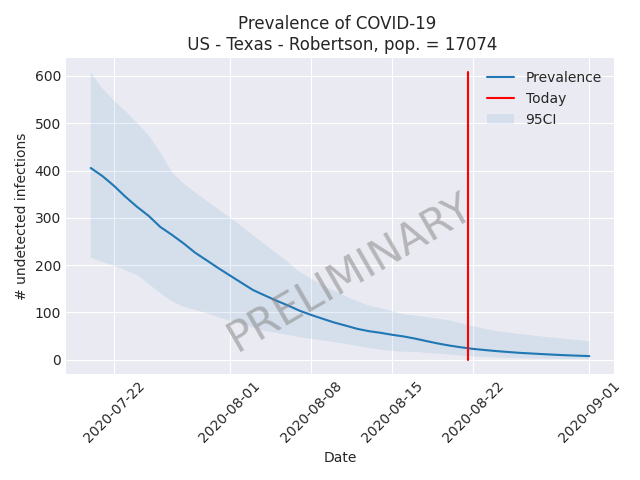 Prevalence of COVID-19
US - Texas - Robertson, pop. = 17074
600
500
400
300
200
100
0
# undetected infections
Prevalence
Today
95CI
PRELIMINARY
2020-07-22
2020-08-01
2020-08-08
2020-08-15
2020-08-22
2020-09-01
Date